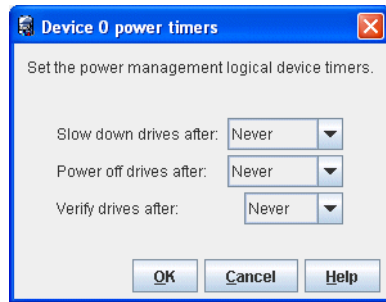 Device 0 power timers
Set the power management logical device timers.
Slow down drives after: Never
Power off drives after: Never
Verify drives after: Never
OK Cancel Help